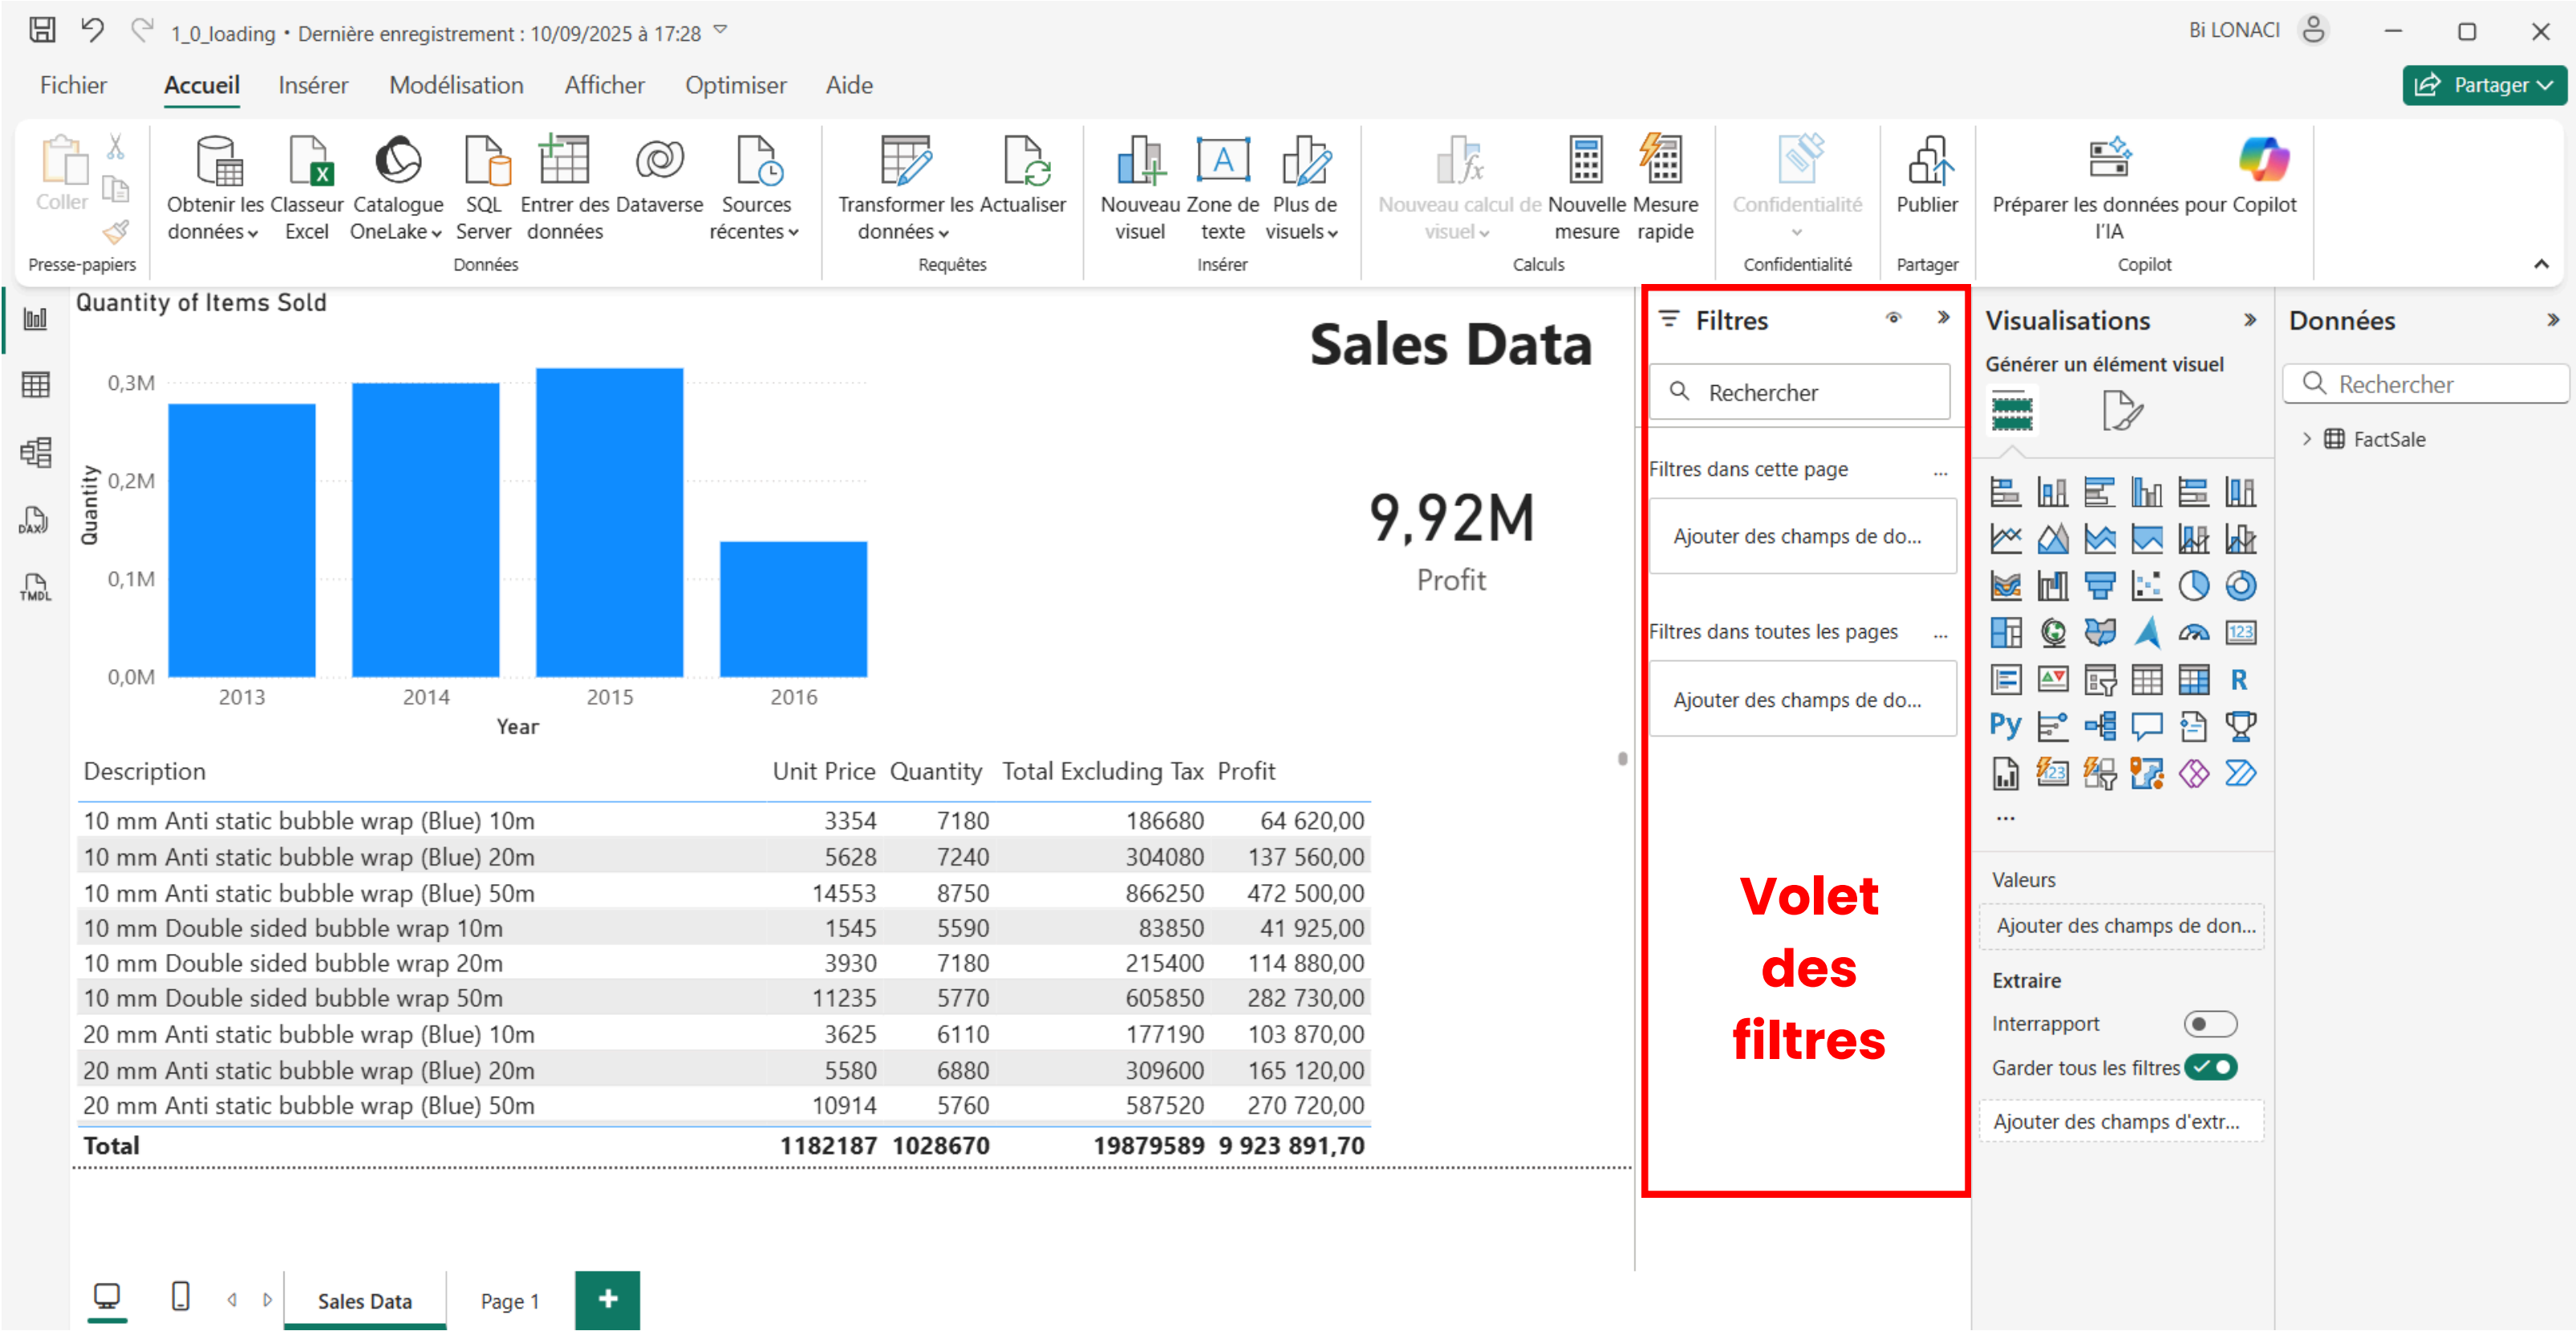 1_0_loading • Dernière enregistrement : 10/09/2025 à 17:28
Bi LONACI
Fichier Accueil Insérer Modélisation Afficher Optimiser Aide
Partager
Coller
Presse-papiers
Obtenir les données
Classeur Excel
Catalogue OneLake
SQL Server
Entrer des données
Dataverse
Sources récentes
Données
Transformer les données
Actualiser
Requêtes
Nouveau visuel
Zone de texte
Plus de visuels
Insérer
Nouveau calcul de visuel
Nouvelle mesure
Mesure rapide
Calculs
Confidentialité
Confidentialité
Publier
Partager
Préparer les données pour l'IA
Copilot
Copilot
DAX
TMDL
Quantity of Items Sold
Quantity
0,3M
0,2M
0,1M
0,0M
2013 2014 2015 2016
Year
Sales Data
9,92M
Profit
Description Unit Price Quantity Total Excluding Tax Profit
10 mm Anti static bubble wrap (Blue) 10m 3354 7180 186680 64 620,00
10 mm Anti static bubble wrap (Blue) 20m 5628 7240 304080 137 560,00
10 mm Anti static bubble wrap (Blue) 50m 14553 8750 866250 472 500,00
10 mm Double sided bubble wrap 10m 1545 5590 83850 41 925,00
10 mm Double sided bubble wrap 20m 3930 7180 215400 114 880,00
10 mm Double sided bubble wrap 50m 11235 5770 605850 282 730,00
20 mm Anti static bubble wrap (Blue) 10m 3625 6110 177190 103 870,00
20 mm Anti static bubble wrap (Blue) 20m 5580 6880 309600 165 120,00
20 mm Anti static bubble wrap (Blue) 50m 10914 5760 587520 270 720,00
Total 1182187 1028670 19879589 9 923 891,70
Filtres
Rechercher
Filtres dans cette page ...
Ajouter des champs de do...
Filtres dans toutes les pages ...
Ajouter des champs de do...
Volet
des
filtres
Visualisations
Générer un élément visuel
123
R
Py
123
...
Valeurs
Ajouter des champs de don...
Extraire
Interrapport
Garder tous les filtres
Ajouter des champs d'extr...
Données
Rechercher
FactSale
Sales Data Page 1 +